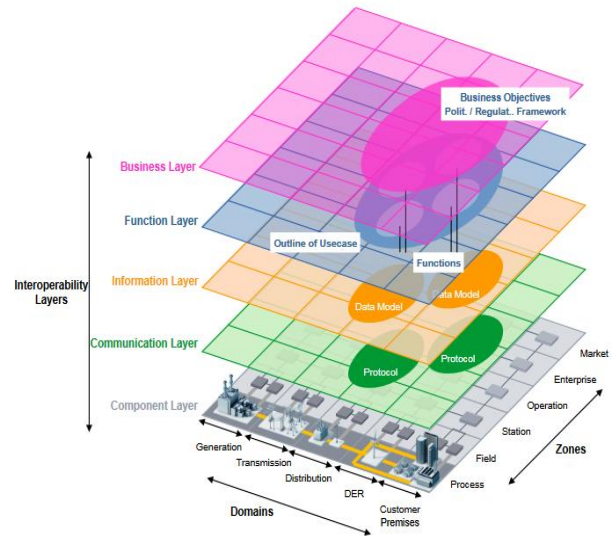 Business Objectives
Polit. / Regulat.. Framework
Business Layer
Function Layer
Outline of Usecase
Functions
Interoperability
Layers
Information Layer
Data Model
Data Model
Communication Layer
Protocol
Protocol
Component Layer
Market
Enterprise
Operation
Station
Field
Process
Zones
Generation
Transmission
Distribution
DER
Customer
Premises
Domains